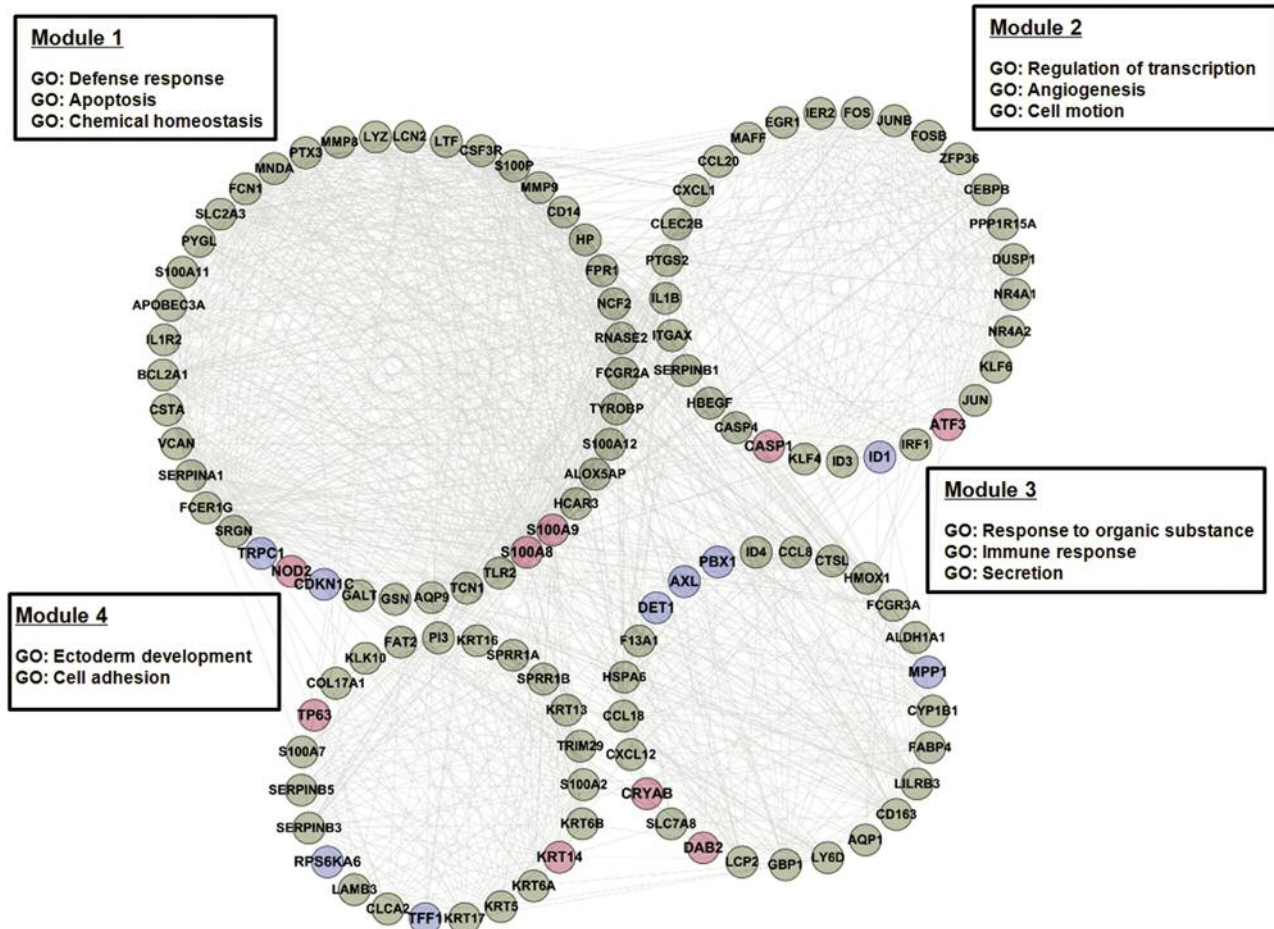 Module 1
GO: Defense response
GO: Apoptosis
GO: Chemical homeostasis
Module 2
GO: Regulation of transcription
GO: Angiogenesis
GO: Cell motion
LYZ
LCN2
LTF
CSF3R
S100P
MMP9
CD14
HP
FPR1
NCF2
RNASE2
FCGR2A
TYROBP
S100A12
ALOX5AP
HCAR3
S100A9
S100A8
TLR2
TCN1
AQP9
GSN
GALT
CDKN1C
NOD2
TRPC1
SRGN
FCER1G
SERPINA1
VCAN
CSTA
BCL2A1
IL1R2
APOBEC3A
S100A11
PYGL
SLC2A3
FCN1
MNDA
PTX3
MMP8
FOS
JUNB
FOSB
ZFP36
CEBPB
PPP1R15A
DUSP1
NR4A1
NR4A2
KLF6
JUN
ATF3
IRF1
ID1
ID3
KLF4
CASP1
CASP4
HBEGF
SERPINB1
ITGAX
IL1B
PTGS2
CLEC2B
CXCL1
CCL20
MAFF
EGR1
IER2
Module 3
GO: Response to organic substance
GO: Immune response
GO: Secretion
Module 4
GO: Ectoderm development
GO: Cell adhesion
PBX1
ID4
CCL8
CTSL
HMOX1
FCGR3A
ALDH1A1
MPP1
CYP1B1
FABP4
LILRB3
CD163
AQP1
LY6D
GBP1
LCP2
DAB2
SLC7A8
CRYAB
CXCL12
CCL18
HSPA6
F13A1
DET1
AXL
PI3
KRT16
SPRR1A
SPRR1B
KRT13
TRIM29
S100A2
KRT6B
KRT14
KRT6A
KRT5
KRT17
TFF1
CLCA2
LAMB3
RPS6KA6
SERPINB3
SERPINB5
S100A7
TP63
COL17A1
KLK10
FAT2